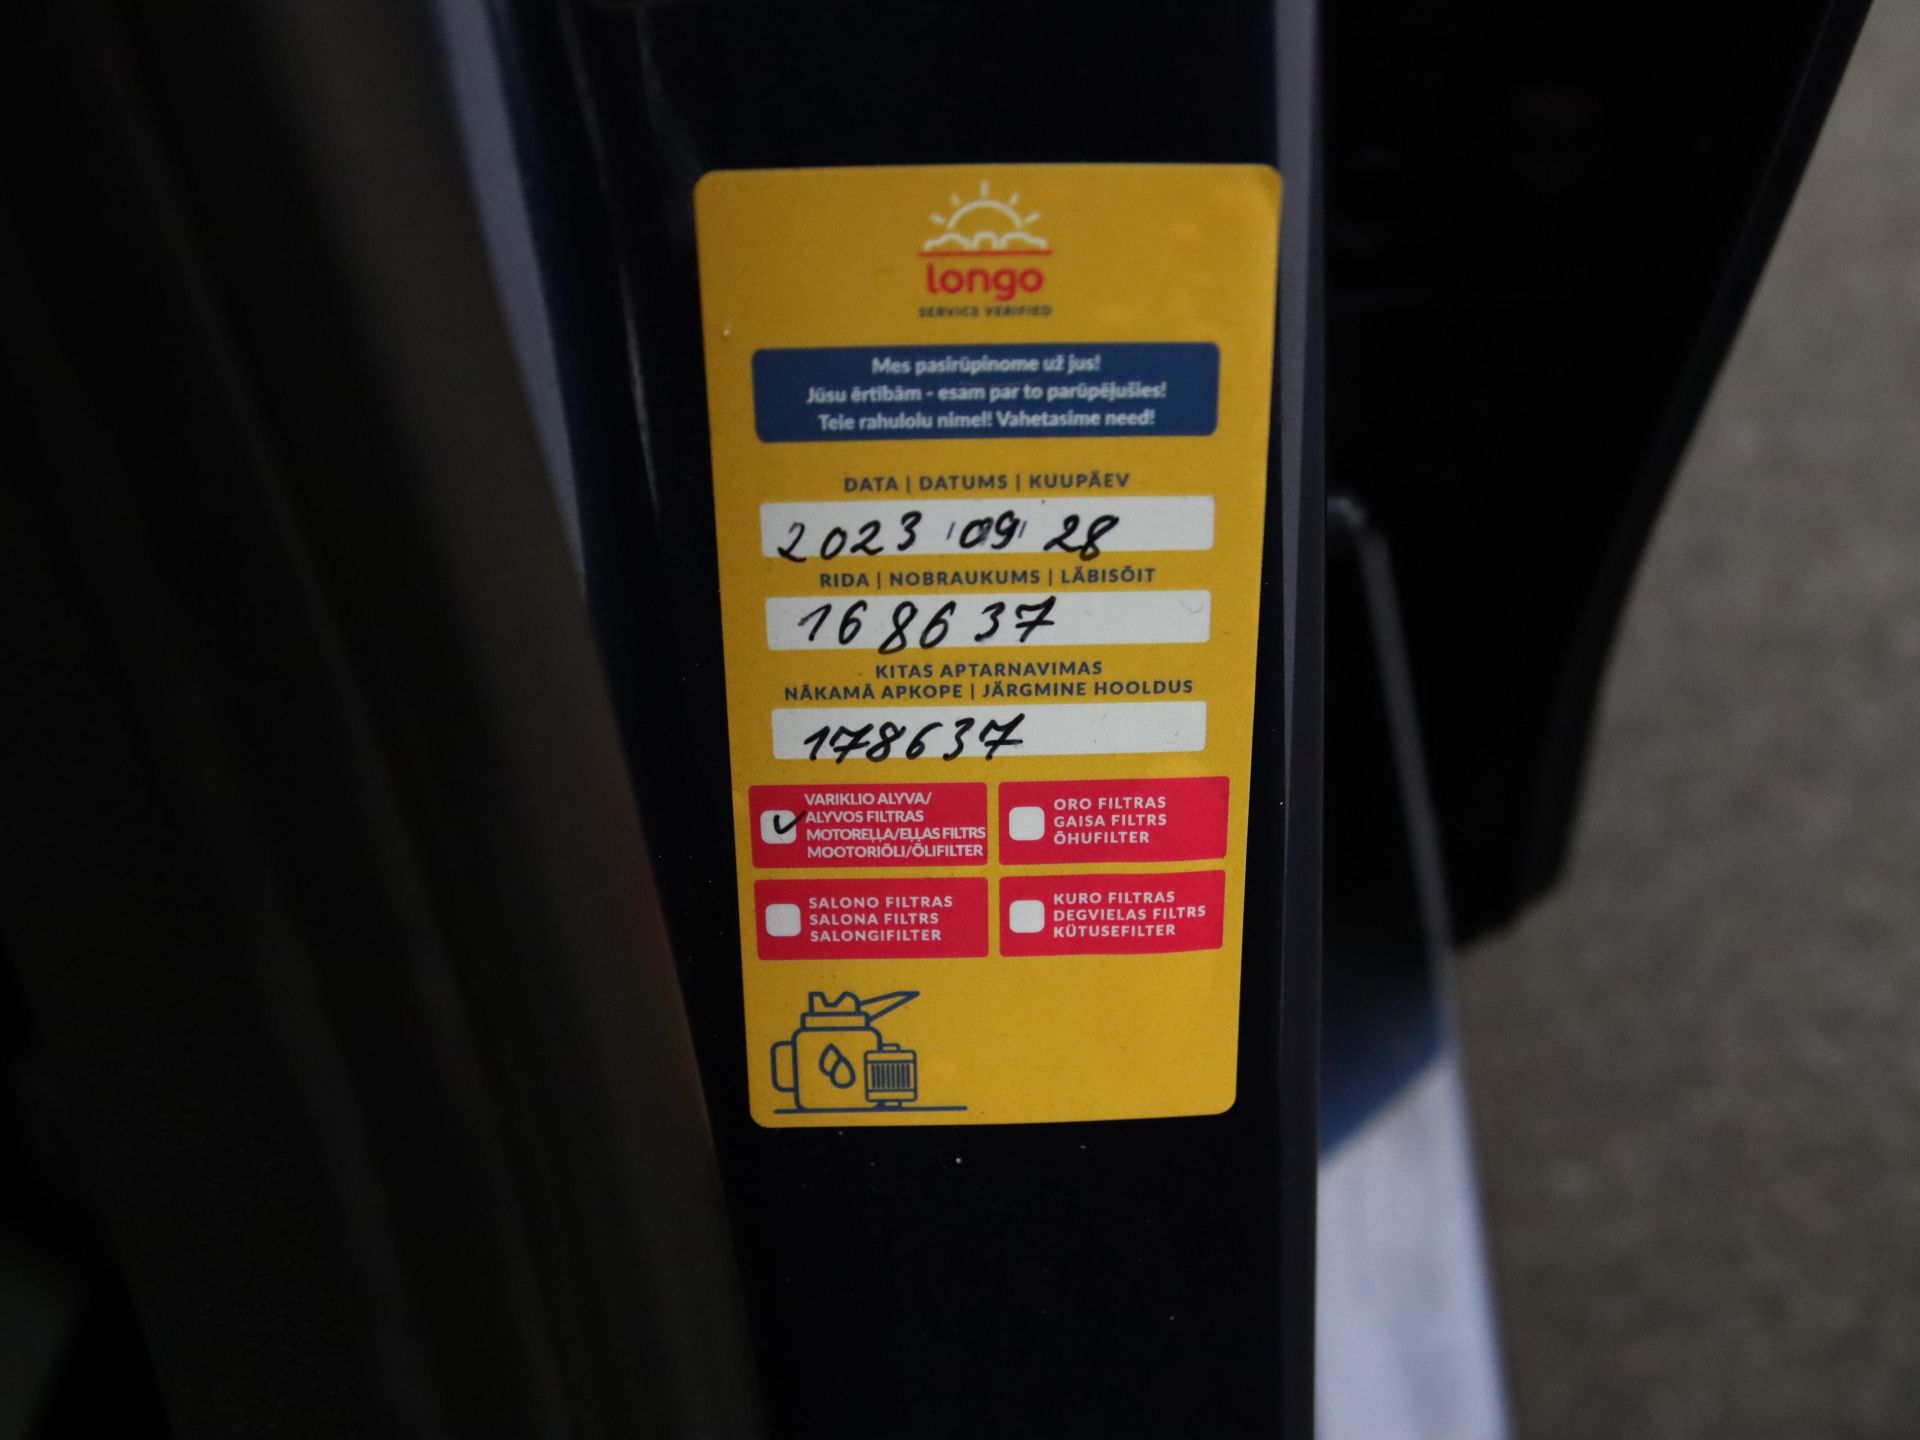 longo
SERVICE VERIFIED
Mes pasirūpinome už jus!
Jūsu ērtībām - esam par to parūpējušies!
Teie rahulolu nimel! Vahetasime need!
DATA | DATUMS | KUUPÄEV
2023 09 28
RIDA | NOBRAUKUMS | LÄBISÕIT
168637
KITAS APTARNAVIMAS
NĀKAMĀ APKOPE | JÄRGMINE HOOLDUS
178637
VARIKLIO ALYVA/
ALYVOS FILTRAS
MOTOREĻĻA/EĻĻAS FILTRS
MOOTORIÕLI/ÕLIFILTER
ORO FILTRAS
GAISA FILTRS
ÕHUFILTER
SALONO FILTRAS
SALONA FILTRS
SALONGIFILTER
KURO FILTRAS
DEGVIELAS FILTRS
KÜTUSEFILTER